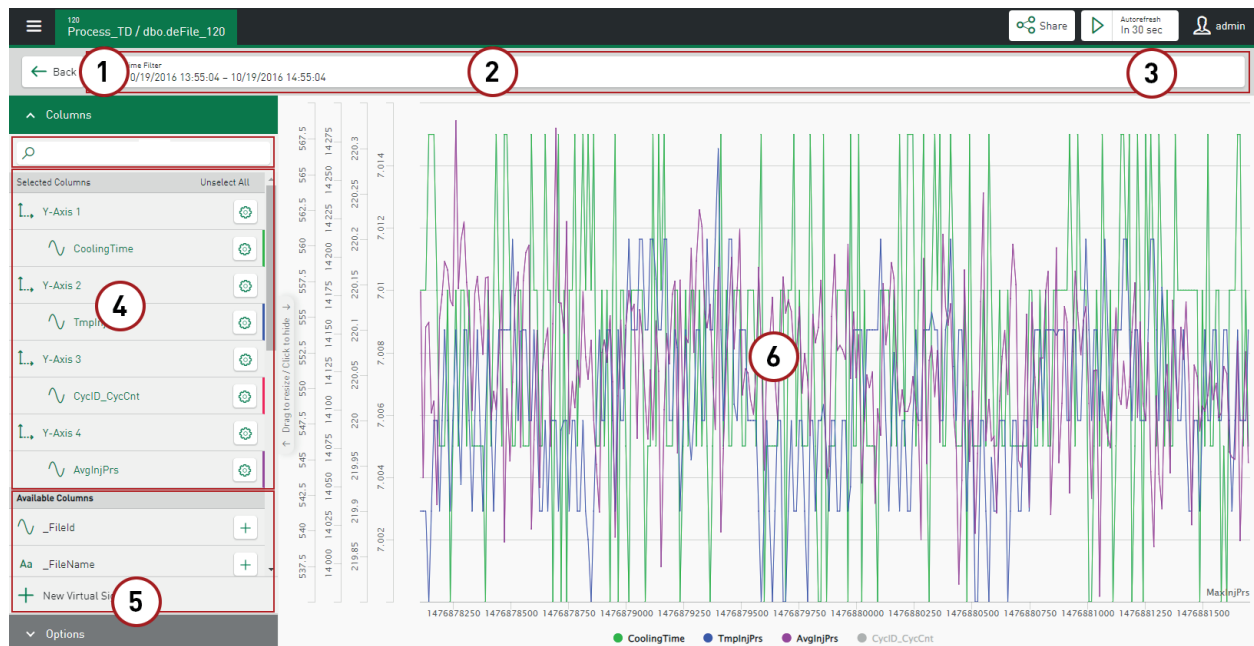 120
Process_TD / dbo.deFile_120
Share
Autorefresh
In 30 sec
admin
Back
1
me Filter
0/19/2016 13:55:04 – 10/19/2016 14:55:04
2
3
Columns
Selected Columns
Unselect All
Y-Axis 1
CoolingTime
Y-Axis 2
TmpInj
4
Y-Axis 3
CycID_CycCnt
Y-Axis 4
AvgInjPrs
Available Columns
_FileId
Aa _FileName
New Virtual Si
5
Options
← Drag to resize / Click to hide →
567.5
565
562.5
560
557.5
555
552.5
550
547.5
545
542.5
540
537.5
14 275
14 250
14 225
14 200
14 175
14 150
14 125
14 100
14 075
14 050
14 025
14 000
220.3
220.25
220.2
220.15
220.1
220.05
220
219.95
219.9
219.85
7.014
7.012
7.01
7.008
7.006
7.004
7.002
6
MaxInjPrs
1476878250 1476878500 1476878750 1476879000 1476879250 1476879500 1476879750 1476880000 1476880250 1476880500 1476880750 1476881000 1476881250 1476881500
CoolingTime TmpInjPrs AvgInjPrs CycID_CycCnt